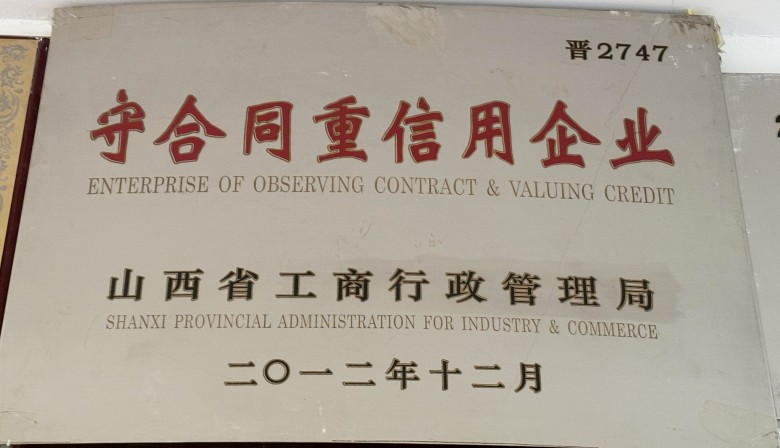 晋2747
守合同重信用企业
ENTERPRISE OF OBSERVING CONTRACT & VALUING CREDIT
山西省工商行政管理局
SHANXI PROVINCIAL ADMINISTRATION FOR INDUSTRY & COMMERCE
二〇一二年十二月